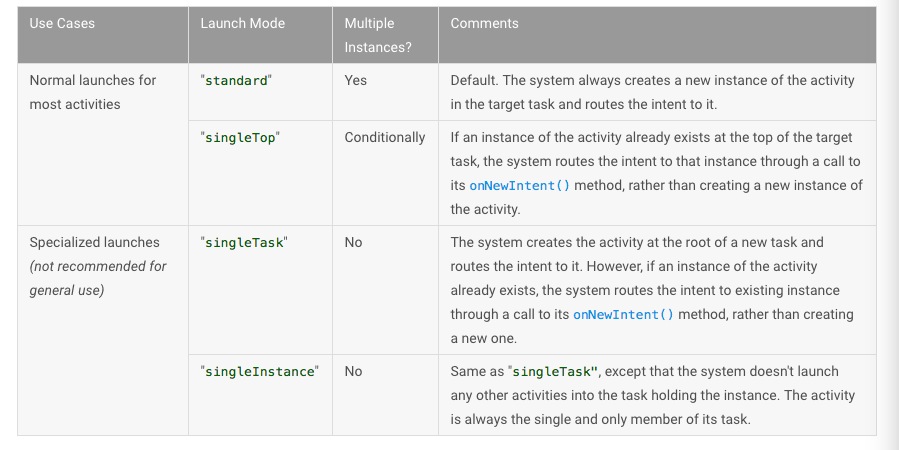 Use Cases
Launch Mode
Multiple
Instances?
Comments
Normal launches for
most activities
"standard"
Yes
Default. The system always creates a new instance of the activity
in the target task and routes the intent to it.
"singleTop"
Conditionally
If an instance of the activity already exists at the top of the target
task, the system routes the intent to that instance through a call to
its onNewIntent() method, rather than creating a new instance of
the activity.
Specialized launches
(not recommended for
general use)
"singleTask"
No
The system creates the activity at the root of a new task and
routes the intent to it. However, if an instance of the activity
already exists, the system routes the intent to existing instance
through a call to its onNewIntent() method, rather than creating
a new one.
"singleInstance"
No
Same as "singleTask", except that the system doesn't launch
any other activities into the task holding the instance. The activity
is always the single and only member of its task.